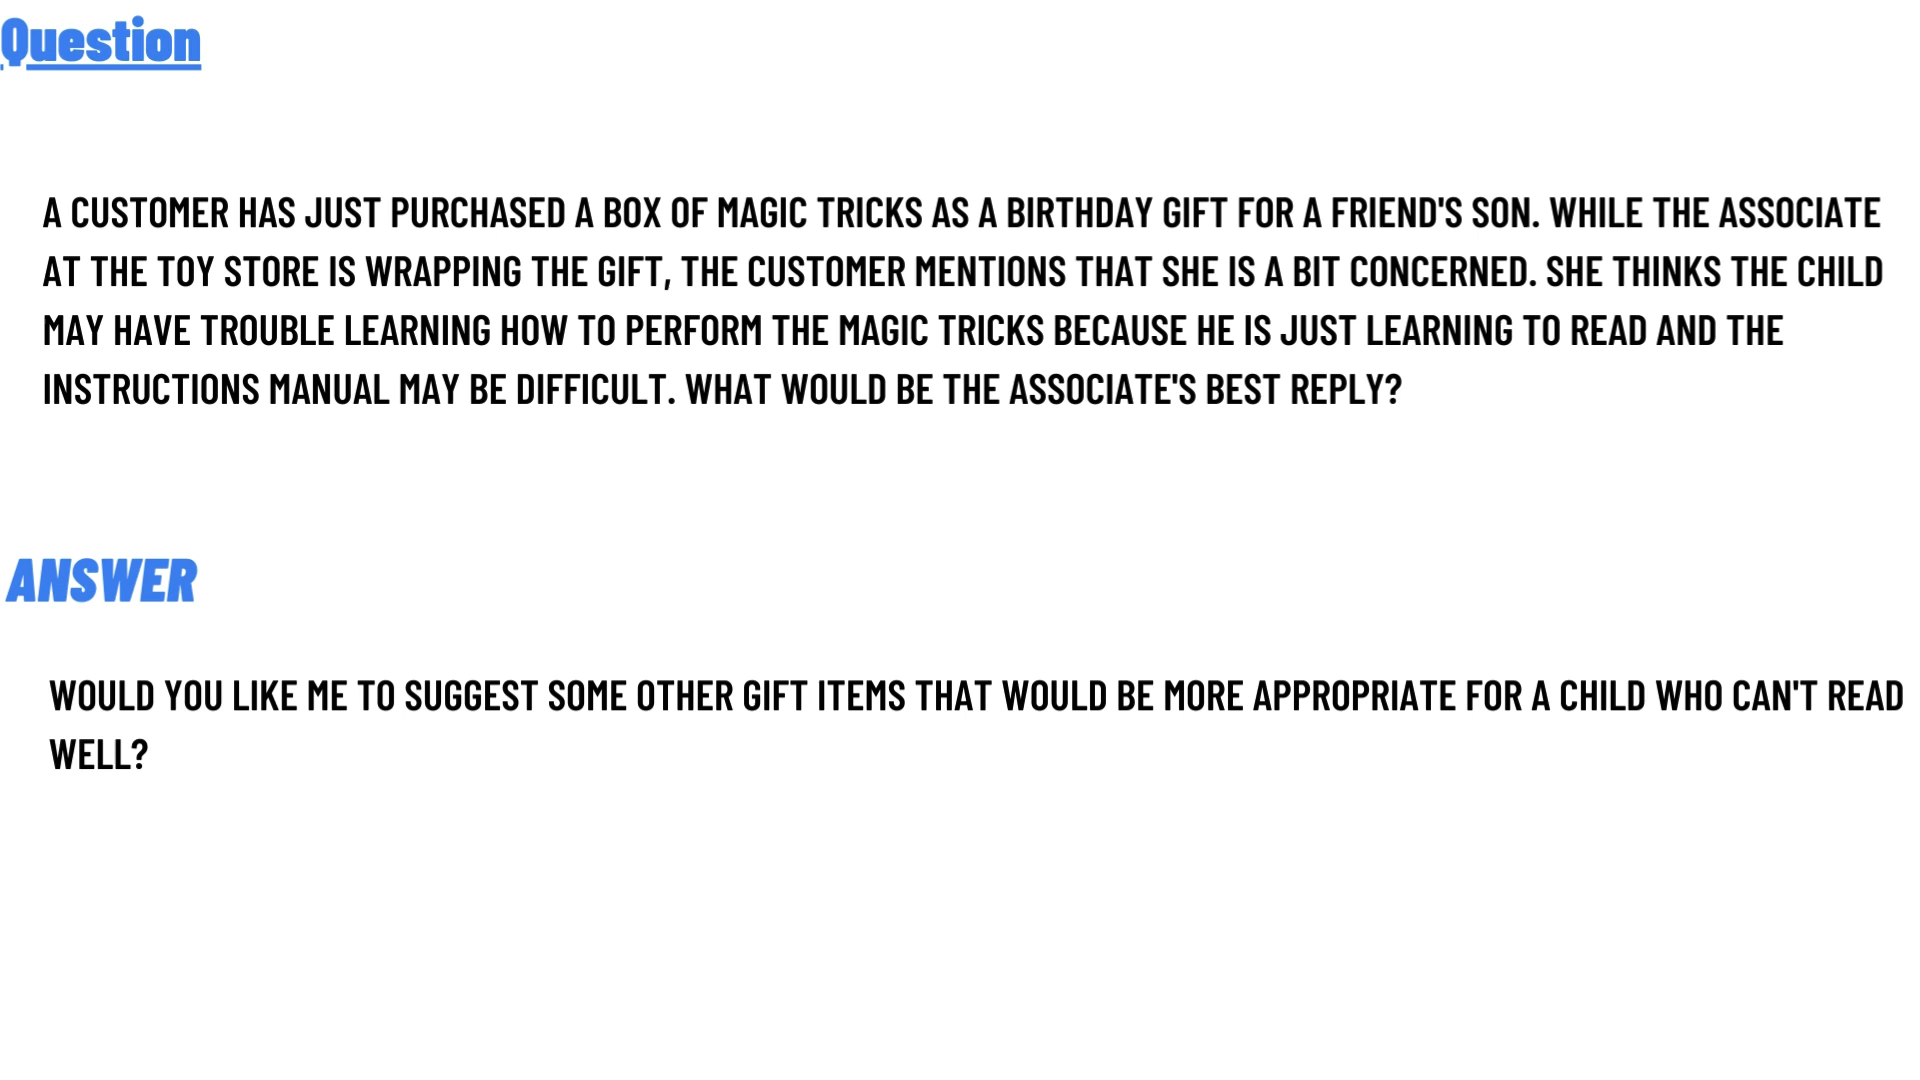 Question
A CUSTOMER HAS JUST PURCHASED A BOX OF MAGIC TRICKS AS A BIRTHDAY GIFT FOR A FRIEND'S SON. WHILE THE ASSOCIATE
AT THE TOY STORE IS WRAPPING THE GIFT, THE CUSTOMER MENTIONS THAT SHE IS A BIT CONCERNED. SHE THINKS THE CHILD
MAY HAVE TROUBLE LEARNING HOW TO PERFORM THE MAGIC TRICKS BECAUSE HE IS JUST LEARNING TO READ AND THE
INSTRUCTIONS MANUAL MAY BE DIFFICULT. WHAT WOULD BE THE ASSOCIATE'S BEST REPLY?
ANSWER
WOULD YOU LIKE ME TO SUGGEST SOME OTHER GIFT ITEMS THAT WOULD BE MORE APPROPRIATE FOR A CHILD WHO CAN'T READ
WELL?